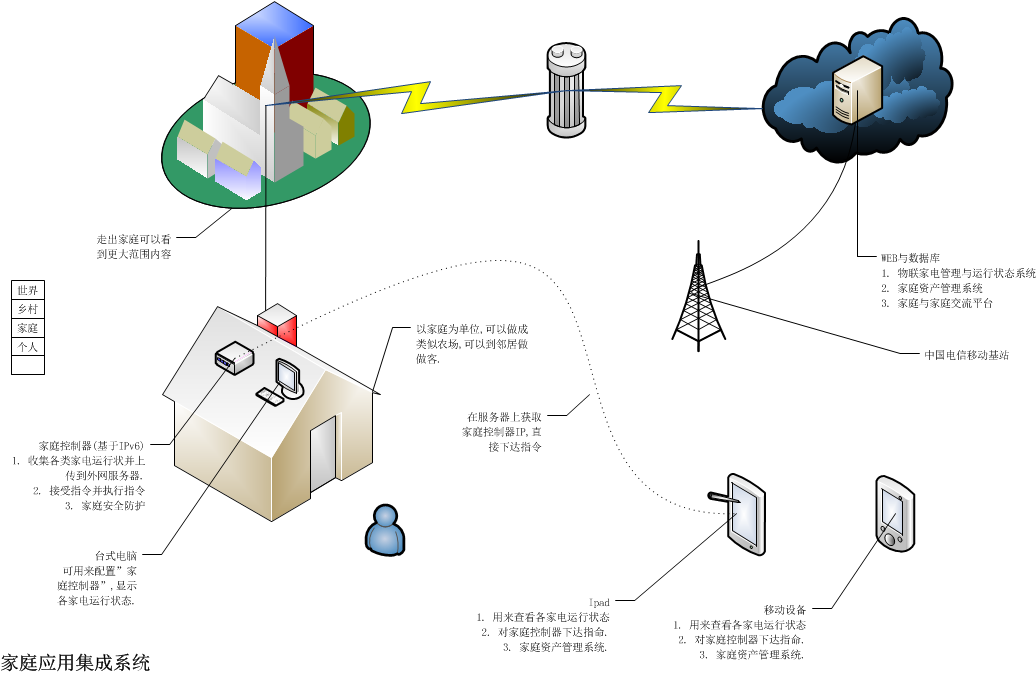 走出家庭可以看
到更大范围内容
WEB与数据库
1. 物联家电管理与运行状态系统
2. 家庭资产管理系统
3. 家庭与家庭交流平台
世界
乡村
家庭
个人
以家庭为单位,可以做成
类似农场,可以到邻居做
做客.
中国电信移动基站
在服务器上获取
家庭控制器IP,直
接下达指令
家庭控制器(基于IPv6)
1. 收集各类家电运行状并上
传到外网服务器.
2. 接受指令并执行指令
3. 家庭安全防护
台式电脑
可用来配置”家
庭控制器”,显示
各家电运行状态.
Ipad
1. 用来查看各家电运行状态
2. 对家庭控制器下达指命.
3. 家庭资产管理系统.
移动设备
1. 用来查看各家电运行状态
2. 对家庭控制器下达指命.
3. 家庭资产管理系统.
家庭应用集成系统